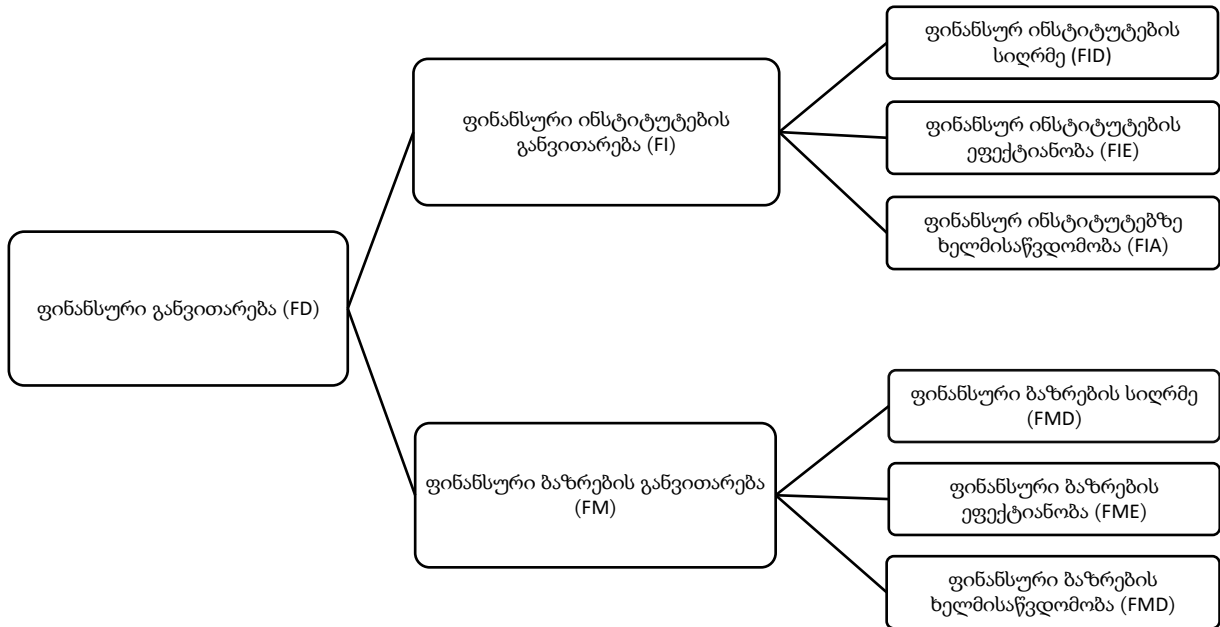 ფინანსურ ინსტიტუტების
სიღრმე (FID)
ფინანსური ინსტიტუტების
განვითარება (FI)
ფინანსურ ინსტიტუტების
ეფექტიანობა (FIE)
ფინანსურ ინსტიტუტებზე
ხელმისაწვდომობა (FIA)
ფინანსური განვითარება (FD)
ფინანსური ბაზრების სიღრმე
(FMD)
ფინანსური ბაზრების განვითარება
(FM)
ფინანსური ბაზრების
ეფექტიანობა (FME)
ფინანსური ბაზრების
ხელმისაწვდომობა (FMD)